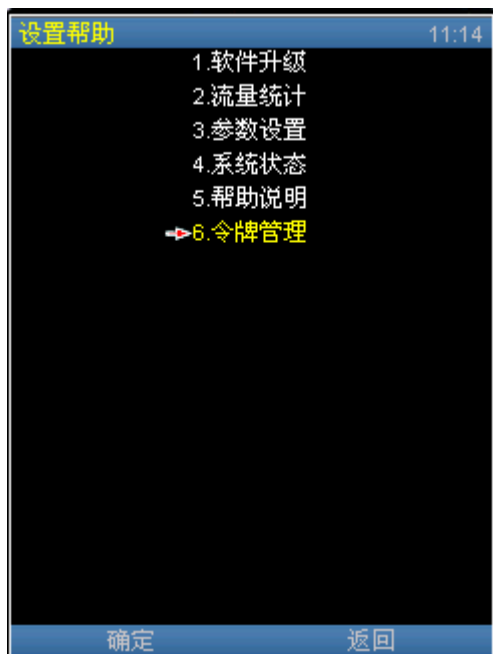 设置帮助 11:14
1.软件升级
2.流量统计
3.参数设置
4.系统状态
5.帮助说明
6.令牌管理
确定 返回